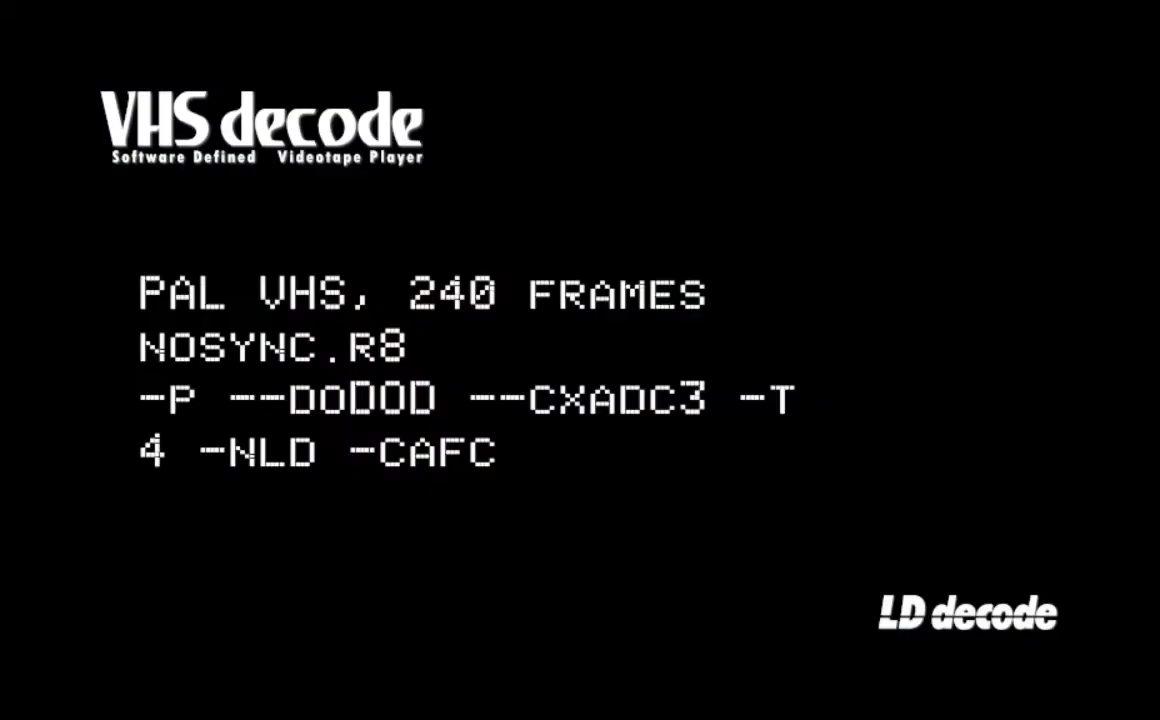 VHS decode
Software Defined Videotape Player
PAL VHS, 240 FRAMES
NOSYNC.R8
-P --DODOD --CXADC3 -T
4 -NLD -CAFC
LD decode